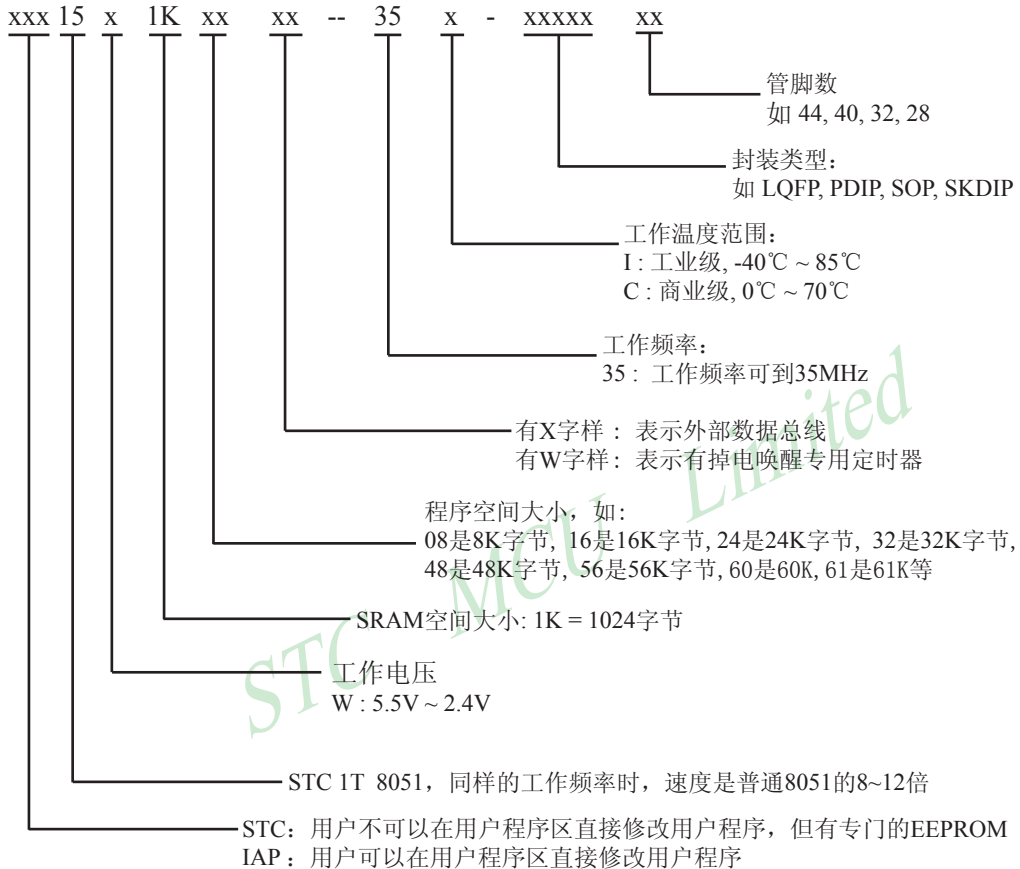 xxx 15 x 1K xx xx -- 35 x - xxxxx xx
管脚数
如 44, 40, 32, 28
封装类型：
如 LQFP, PDIP, SOP, SKDIP
工作温度范围：
I : 工业级, -40℃ ~ 85℃
C : 商业级, 0℃ ~ 70℃
工作频率：
35 : 工作频率可到35MHz
有X字样 : 表示外部数据总线
有W字样 : 表示有掉电唤醒专用定时器
程序空间大小，如:
08是8K字节, 16是16K字节, 24是24K字节, 32是32K字节,
48是48K字节, 56是56K字节, 60是60K, 61是61K等
SRAM空间大小: 1K = 1024字节
工作电压
W : 5.5V ~ 2.4V
STC 1T 8051，同样的工作频率时，速度是普通8051的8~12倍
STC：用户不可以在用户程序区直接修改用户程序，但有专门的EEPROM
IAP：用户可以在用户程序区直接修改用户程序
STC MCU Limited